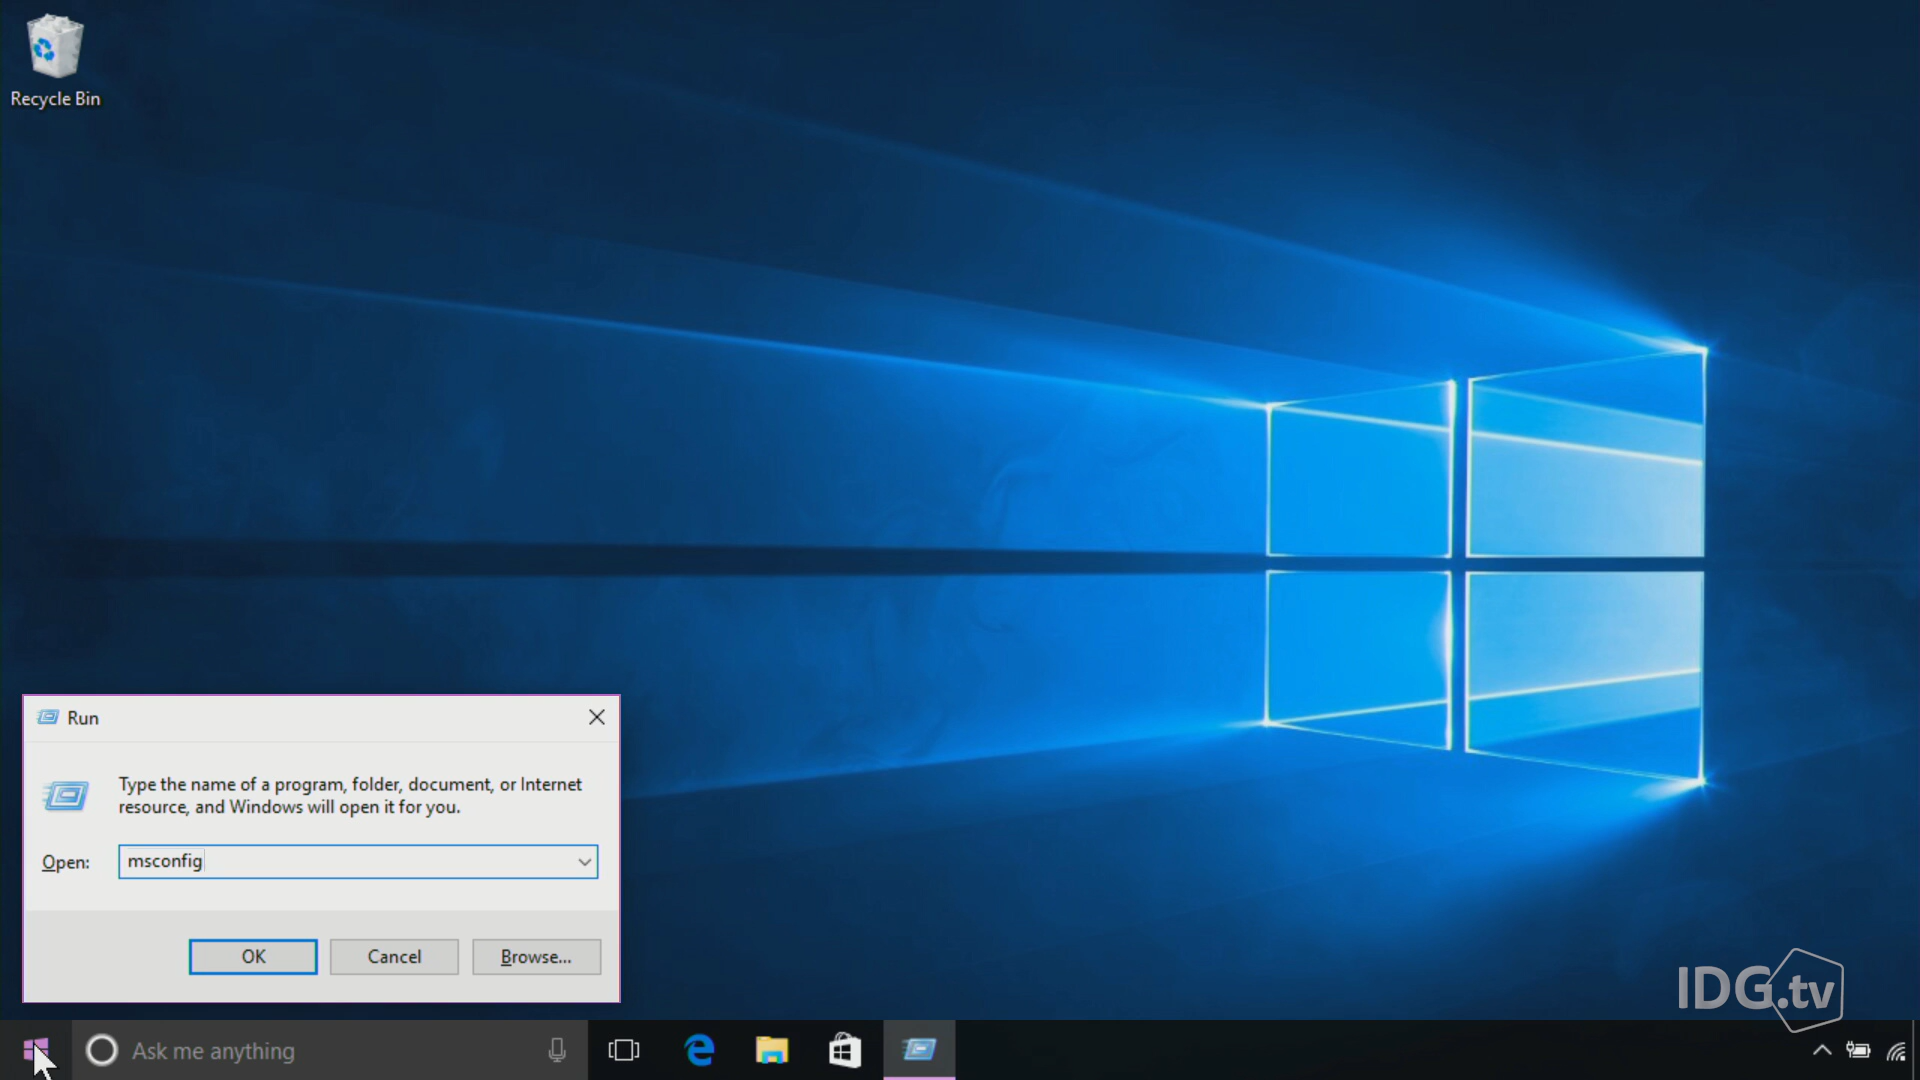 Recycle Bin
Run
Type the name of a program, folder, document, or Internet
resource, and Windows will open it for you.
Open:
msconfig
OK
Cancel
Browse...
IDG.tv
Ask me anything